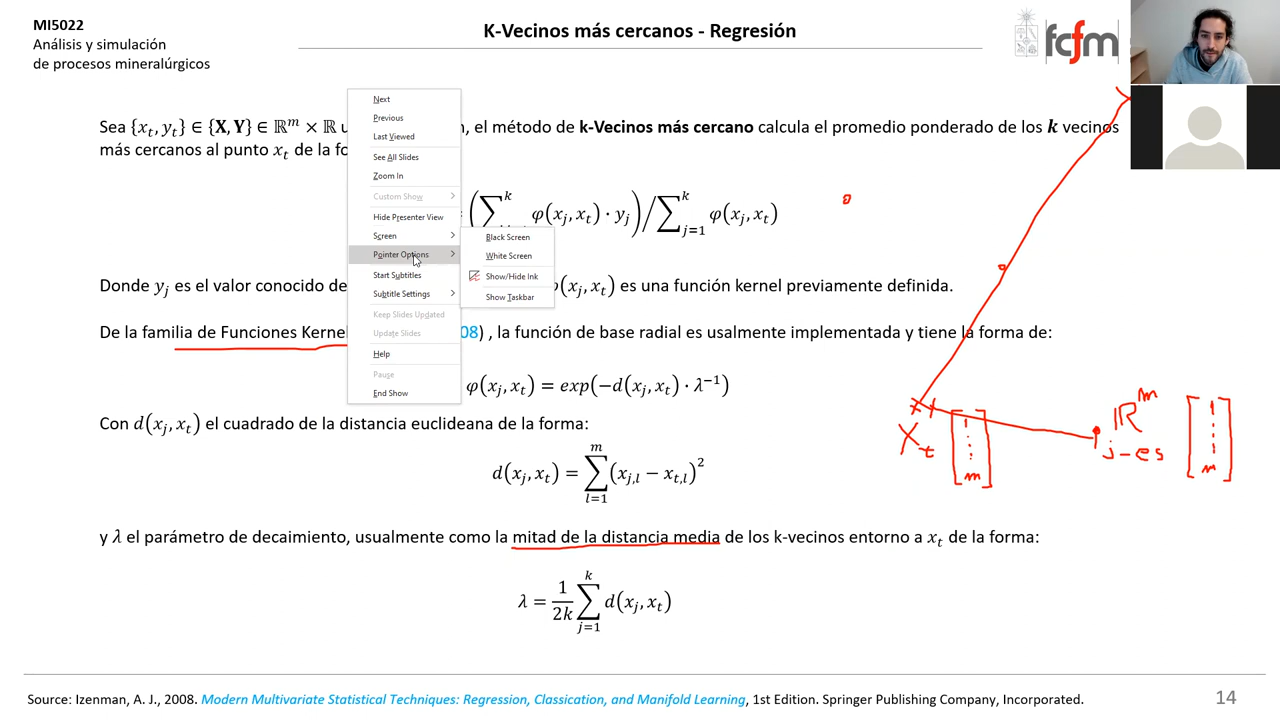 MI5022
Análisis y simulación
de procesos mineralúrgicos
K-Vecinos más cercanos - Regresión
fcfm
Sea {x_t, y_t} ∈ {X, Y} ∈ ℝ^m × ℝ u
, el método de k-Vecinos más cercano calcula el promedio ponderado de los k vecinos
más cercanos al punto x_t de la fo
(∑^k φ(x_j, x_t) · y_j) / ∑_{j=1}^k φ(x_j, x_t)
Donde y_j es el valor conocido de
(x_j, x_t) es una función kernel previamente definida.
De la familia de Funciones Kernel
08) , la función de base radial es usalmente implementada y tiene la forma de:
φ(x_j, x_t) = exp(−d(x_j, x_t) · λ^{−1})
Con d(x_j, x_t) el cuadrado de la distancia euclideana de la forma:
d(x_j, x_t) = ∑_{l=1}^m (x_{j,l} − x_{t,l})^2
y λ el parámetro de decaimiento, usualmente como la mitad de la distancia media de los k-vecinos entorno a x_t de la forma:
λ = 1/2k ∑_{j=1}^k d(x_j, x_t)
Next
Previous
Last Viewed
See All Slides
Zoom In
Custom Show
Hide Presenter View
Screen
Pointer Options
Start Subtitles
Subtitle Settings
Keep Slides Updated
Update Slides
Help
Pause
End Show
Black Screen
White Screen
Show/Hide Ink
Show Taskbar
X_t
[1 ⋮ m]
ℝ^m
j-es
[1 ⋮ m]
Source: Izenman, A. J., 2008. Modern Multivariate Statistical Techniques: Regression, Classication, and Manifold Learning, 1st Edition. Springer Publishing Company, Incorporated.
14